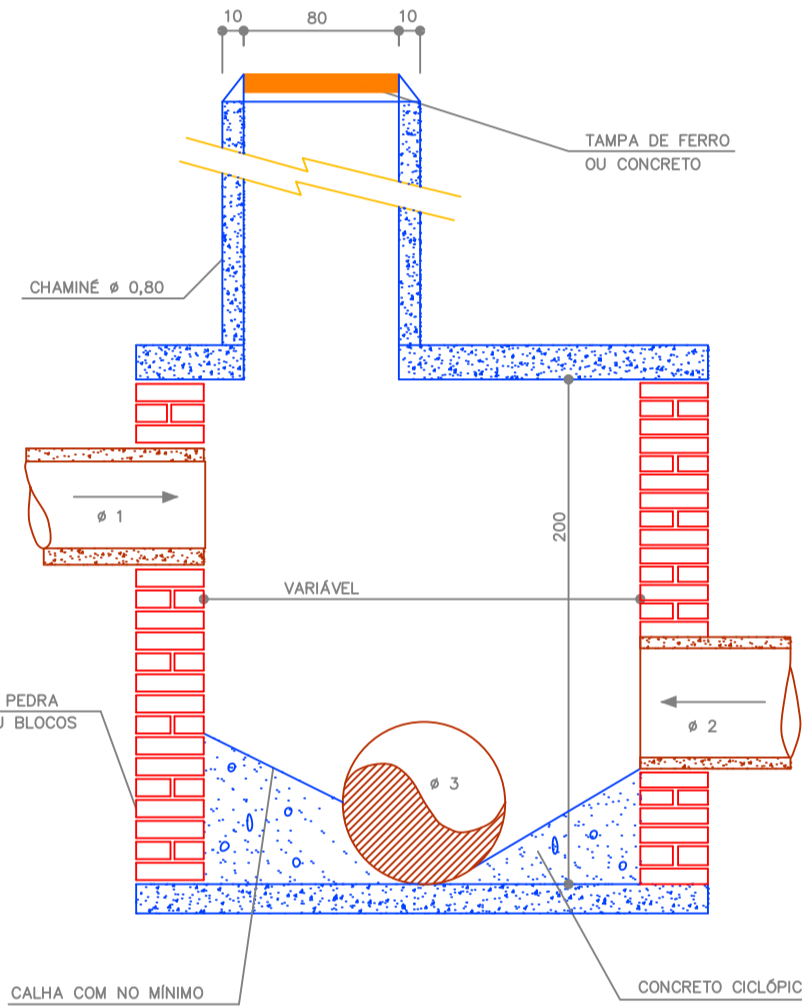 10 80 10
TAMPA DE FERRO
OU CONCRETO
CHAMINÉ ø 0,80
ø 1
200
VARIÁVEL
PEDRA
U BLOCOS
ø 2
ø 3
CALHA COM NO MÍNIMO
CONCRETO CICLÓPIC